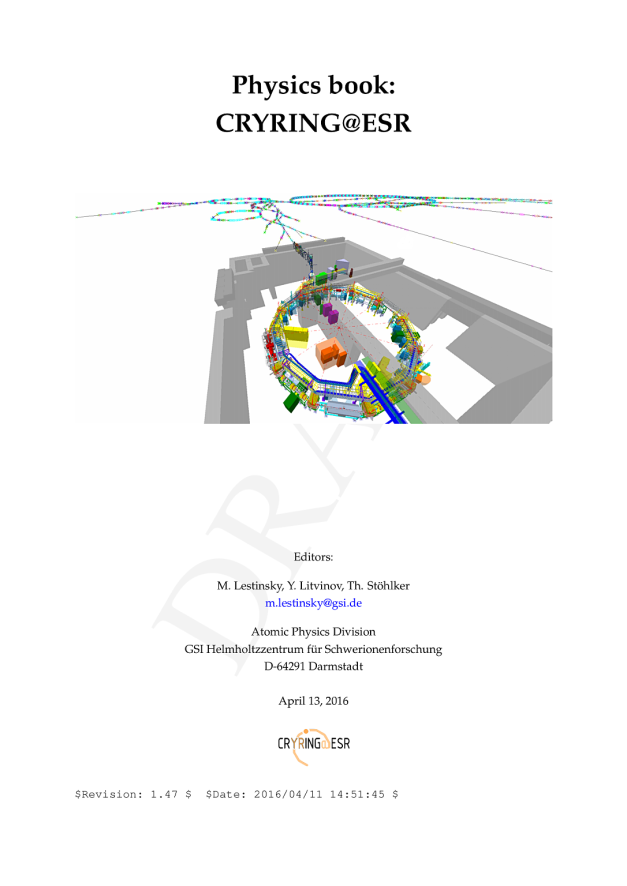 Physics book:
CRYRING@ESR
DRA
Editors:
M. Lestinsky, Y. Litvinov, Th. Stöhlker
m.lestinsky@gsi.de
Atomic Physics Division
GSI Helmholtzzentrum für Schwerionenforschung
D-64291 Darmstadt
April 13, 2016
CRYRING@ESR
$Revision: 1.47 $ $Date: 2016/04/11 14:51:45 $